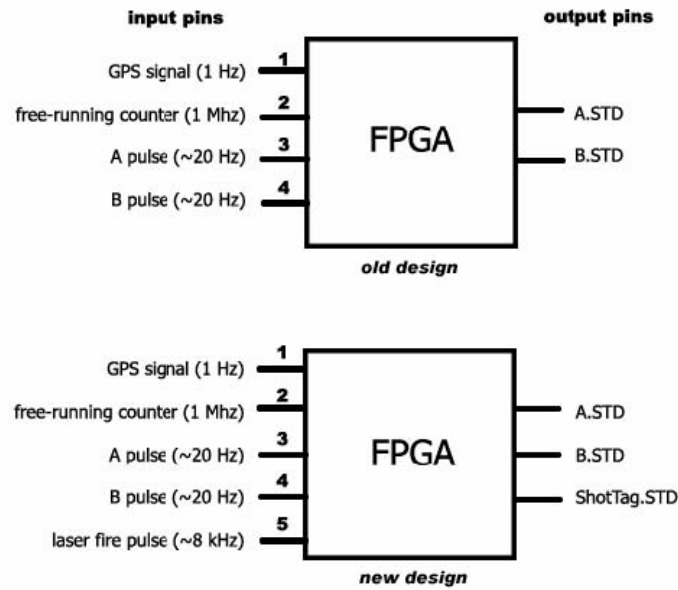 input pins
output pins
1
GPS signal (1 Hz)
2
free-running counter (1 Mhz)
3
A pulse (~20 Hz)
4
B pulse (~20 Hz)
FPGA
A.STD
B.STD
old design
1
GPS signal (1 Hz)
2
free-running counter (1 Mhz)
3
A pulse (~20 Hz)
4
B pulse (~20 Hz)
5
laser fire pulse (~8 kHz)
FPGA
A.STD
B.STD
ShotTag.STD
new design